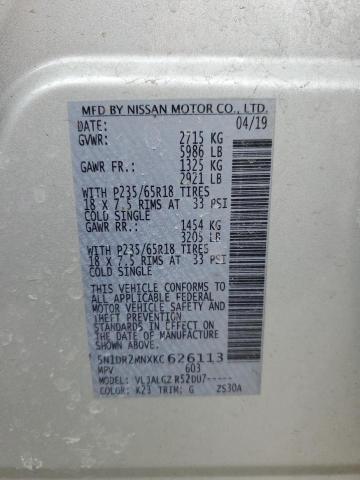 MFD BY NISSAN MOTOR CO., LTD.
DATE: 04/19
GVWR: 2715 KG
5986 LB
GAWR FR.: 1325 KG
2921 LB
WITH P235/65R18 TIRES
18 X 7.5 RIMS AT 33 PSI
COLD SINGLE
GAWR RR.: 1454 KG
3205 LB
WITH P235/65R18 TIRES
18 X 7.5 RIMS AT 33 PSI
COLD SINGLE
THIS VEHICLE CONFORMS TO
ALL APPLICABLE FEDERAL
MOTOR VEHICLE SAFETY AND
THEFT PREVENTION
STANDARDS IN EFFECT ON
THE DATE OF MANUFACTURE
SHOWN ABOVE.
5N1DR2MNXKC626113
MPV 603
MODEL: VLJALGZ R52DU7-----
COLOR: K23 TRIM: G ZS30A